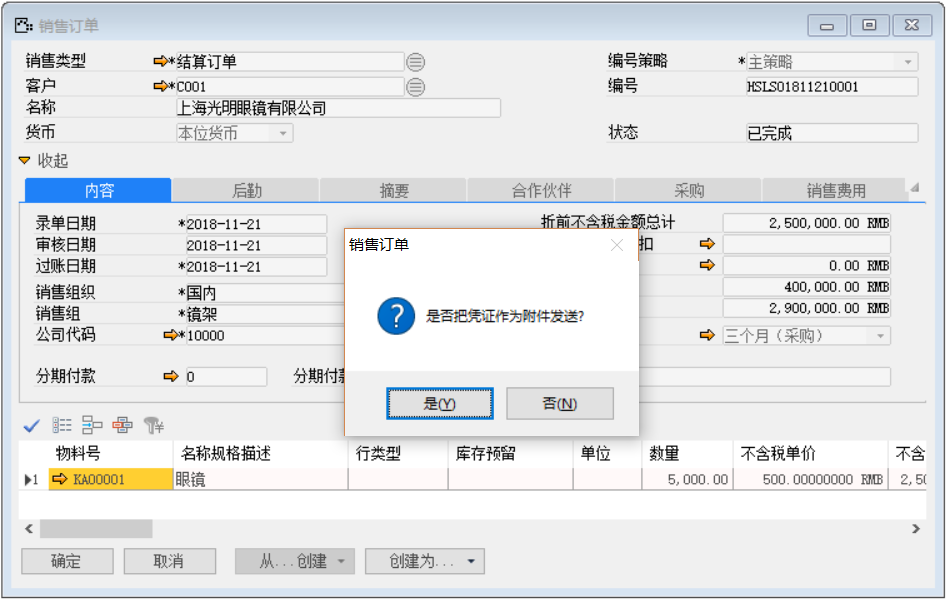 销售订单
销售类型 *结算订单 编号策略 *主策略
客户 *C001 编号 HSLS01811210001
名称 上海光明眼镜有限公司
货币 本位货币 状态 已完成
收起
内容 后勤 摘要 合作伙伴 采购 销售费用
录单日期 *2018-11-21 折前不含税金额总计 2,500,000.00 RMB
审核日期 2018-11-21 扣
过账日期 *2018-11-21 0.00 RMB
销售组织 *国内 400,000.00 RMB
销售组 *镜架 2,900,000.00 RMB
公司代码 *10000 三个月（采购）
分期付款 0 分期付款
销售订单
是否把凭证作为附件发送?
是(Y) 否(N)
物料号 名称规格描述 行类型 库存预留 单位 数量 不含税单价 不含
1 KA00001 眼镜 5,000.00 500.00000000 RMB 2,50
确定 取消 从...创建 创建为...